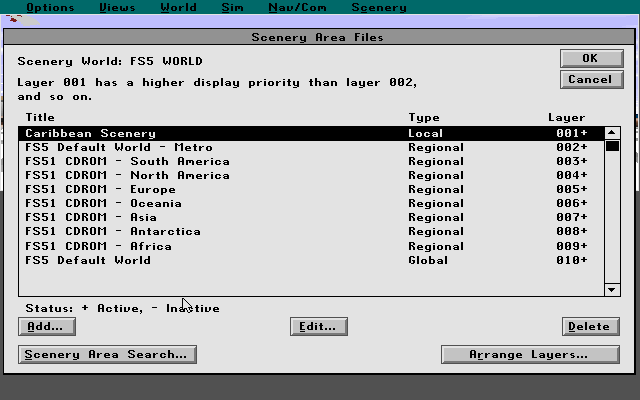 Options Views World Sim Nav/Com Scenery
Scenery Area Files
Scenery World: FS5 WORLD
OK
Layer 001 has a higher display priority than layer 002,
and so on.
Cancel
Title Type Layer
Caribbean Scenery Local 001+
FS5 Default World - Metro Regional 002+
FS51 CDROM - South America Regional 003+
FS51 CDROM - North America Regional 004+
FS51 CDROM - Europe Regional 005+
FS51 CDROM - Oceania Regional 006+
FS51 CDROM - Asia Regional 007+
FS51 CDROM - Antarctica Regional 008+
FS51 CDROM - Africa Regional 009+
FS5 Default World Global 010+
Status: + Active, - Inactive
Add... Edit... Delete
Scenery Area Search... Arrange Layers...